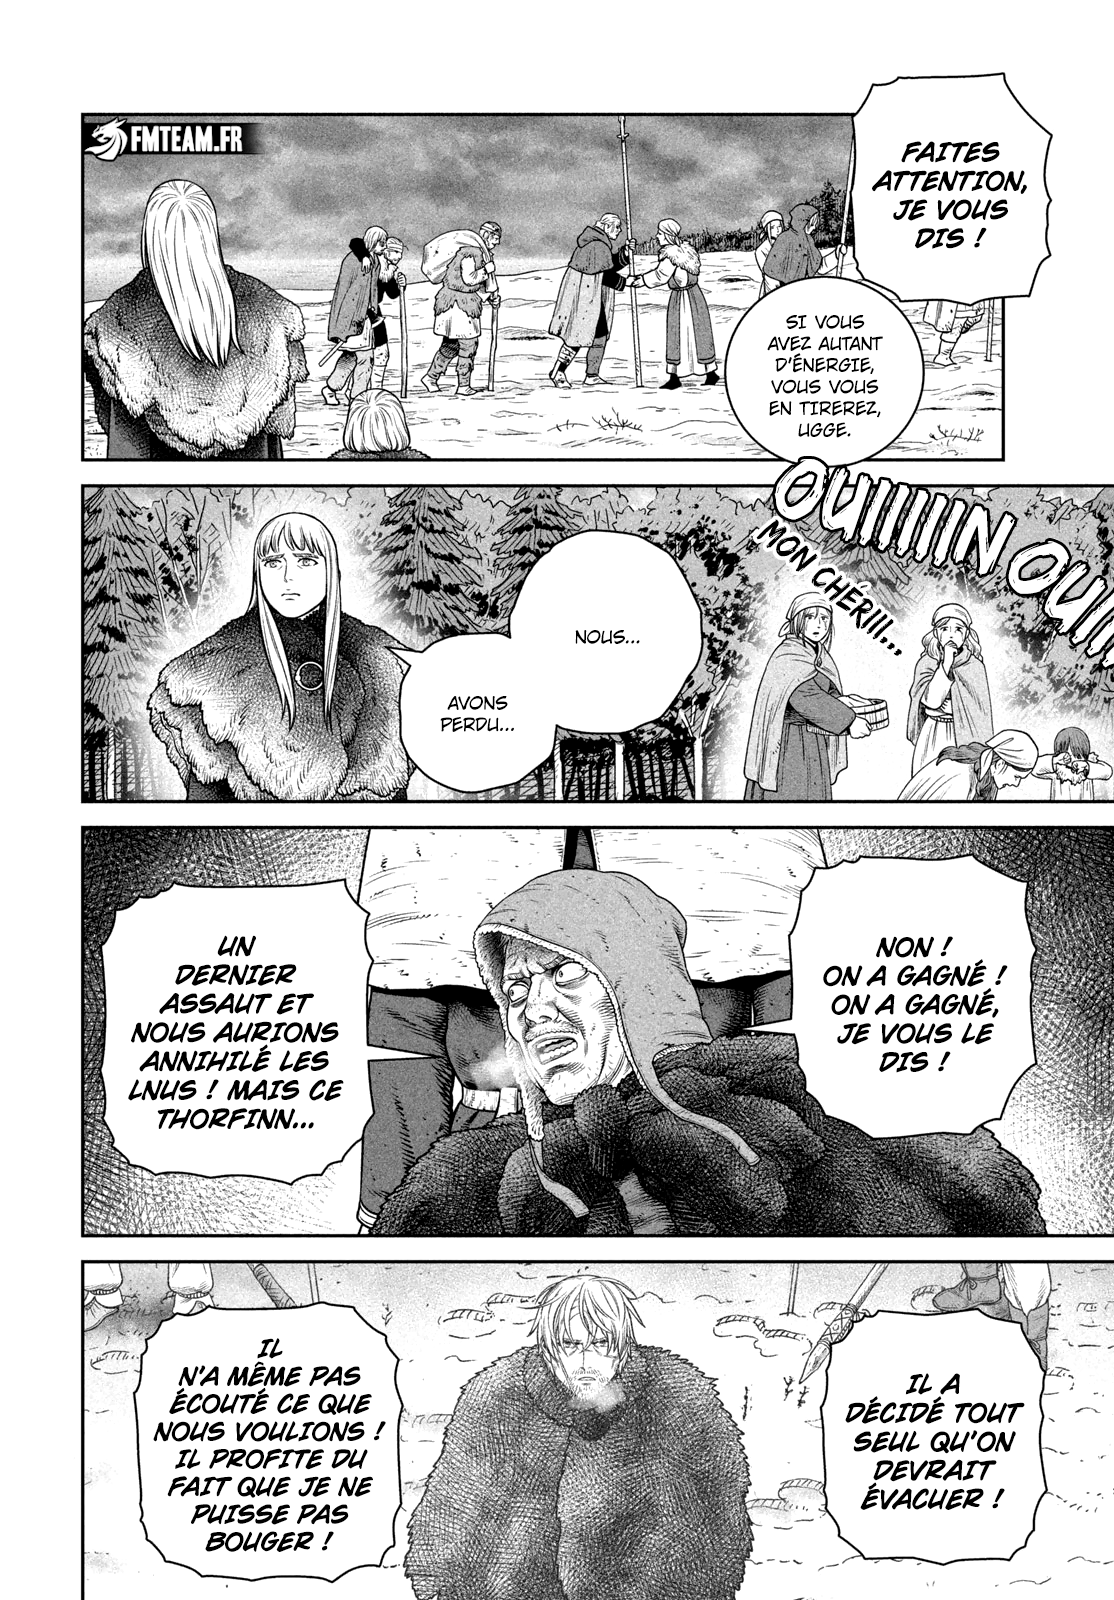 FMTEAM.FR
FAITES
ATTENTION,
JE VOUS
DIS !
SI VOUS
AVEZ AUTANT
D'ÉNERGIE,
VOUS VOUS
EN TIREREZ,
UGGE.
OUIIIIIN OUIII
MON CHÉRIII...
NOUS...
AVONS
PERDU...
NON !
ON A GAGNÉ !
ON A GAGNÉ,
JE VOUS LE
DIS !
UN
DERNIER
ASSAUT ET
NOUS AURIONS
ANNIHILÉ LES
LNUS ! MAIS CE
THORFINN...
IL A
DÉCIDÉ TOUT
SEUL QU'ON
DEVRAIT
ÉVACUER !
IL
N'A MÊME PAS
ÉCOUTÉ CE QUE
NOUS VOULIONS !
IL PROFITE DU
FAIT QUE JE NE
PUISSE PAS
BOUGER !